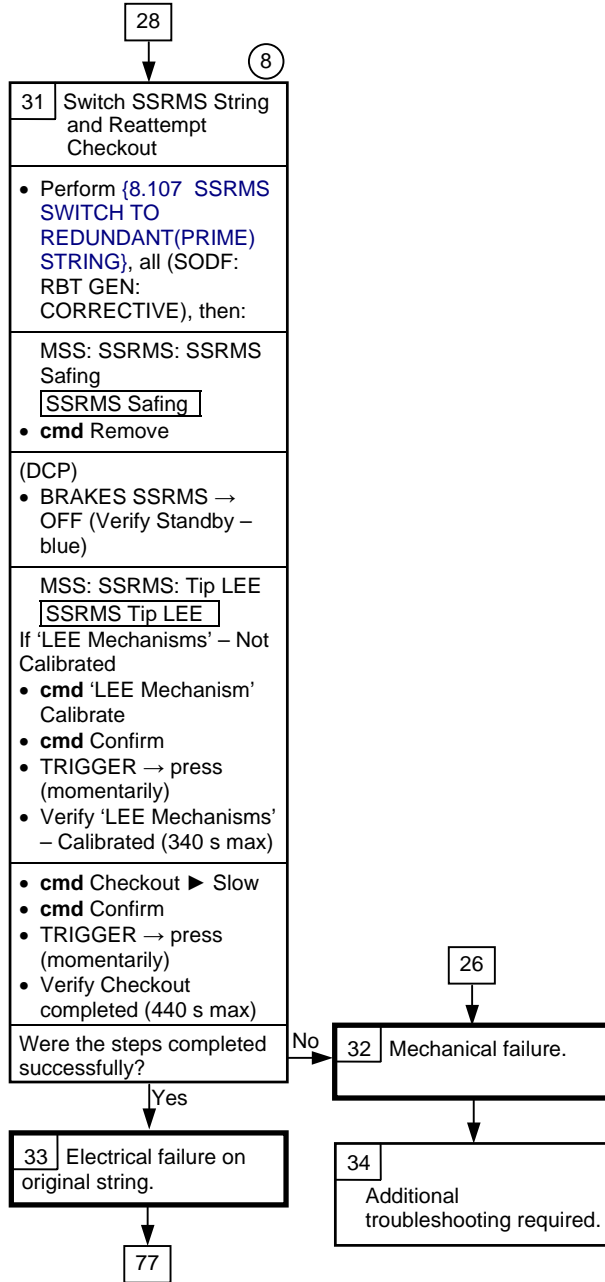 28
8
31 Switch SSRMS String
and Reattempt
Checkout
• Perform {8.107 SSRMS
SWITCH TO
REDUNDANT(PRIME)
STRING}, all (SODF:
RBT GEN:
CORRECTIVE), then:
MSS: SSRMS: SSRMS
Safing
SSRMS Safing
• cmd Remove
(DCP)
• BRAKES SSRMS →
OFF (Verify Standby –
blue)
MSS: SSRMS: Tip LEE
SSRMS Tip LEE
If ‘LEE Mechanisms’ – Not
Calibrated
• cmd ‘LEE Mechanism’
Calibrate
• cmd Confirm
• TRIGGER → press
(momentarily)
• Verify ‘LEE Mechanisms’
– Calibrated (340 s max)
• cmd Checkout ► Slow
• cmd Confirm
• TRIGGER → press
(momentarily)
• Verify Checkout
completed (440 s max)
Were the steps completed
successfully?
No
Yes
26
32 Mechanical failure.
33 Electrical failure on
original string.
34
Additional
troubleshooting required.
77